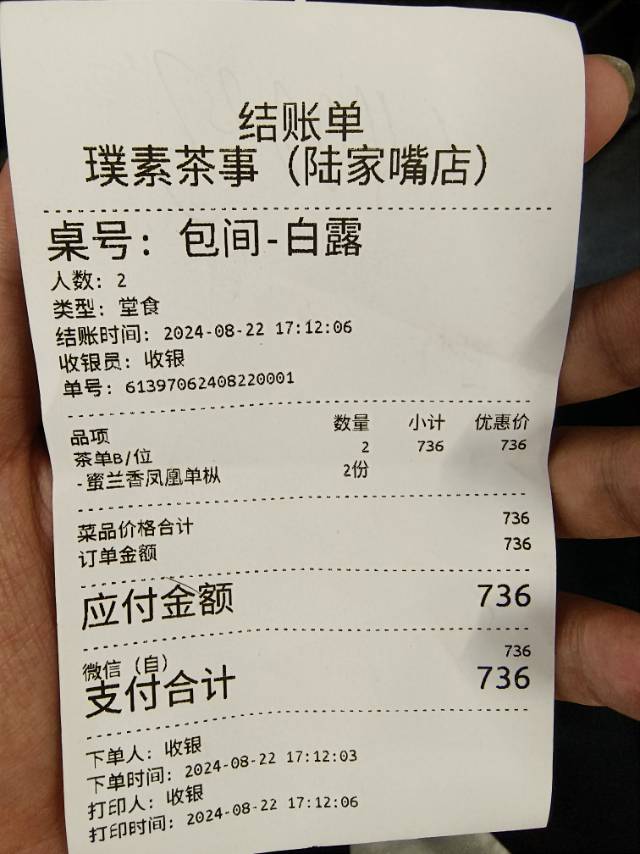 结账单
璞素茶事（陆家嘴店）
桌号：包间-白露
人数：2
类型：堂食
结账时间：2024-08-22 17:12:06
收银员：收银
单号：61397062408220001
品项 数量 小计 优惠价
茶单B/位 2 736 736
-蜜兰香凤凰单枞 2份
菜品价格合计 736
订单金额 736
应付金额 736
微信（自） 736
支付合计 736
下单人：收银
下单时间：2024-08-22 17:12:03
打印人：收银
打印时间：2024-08-22 17:12:06